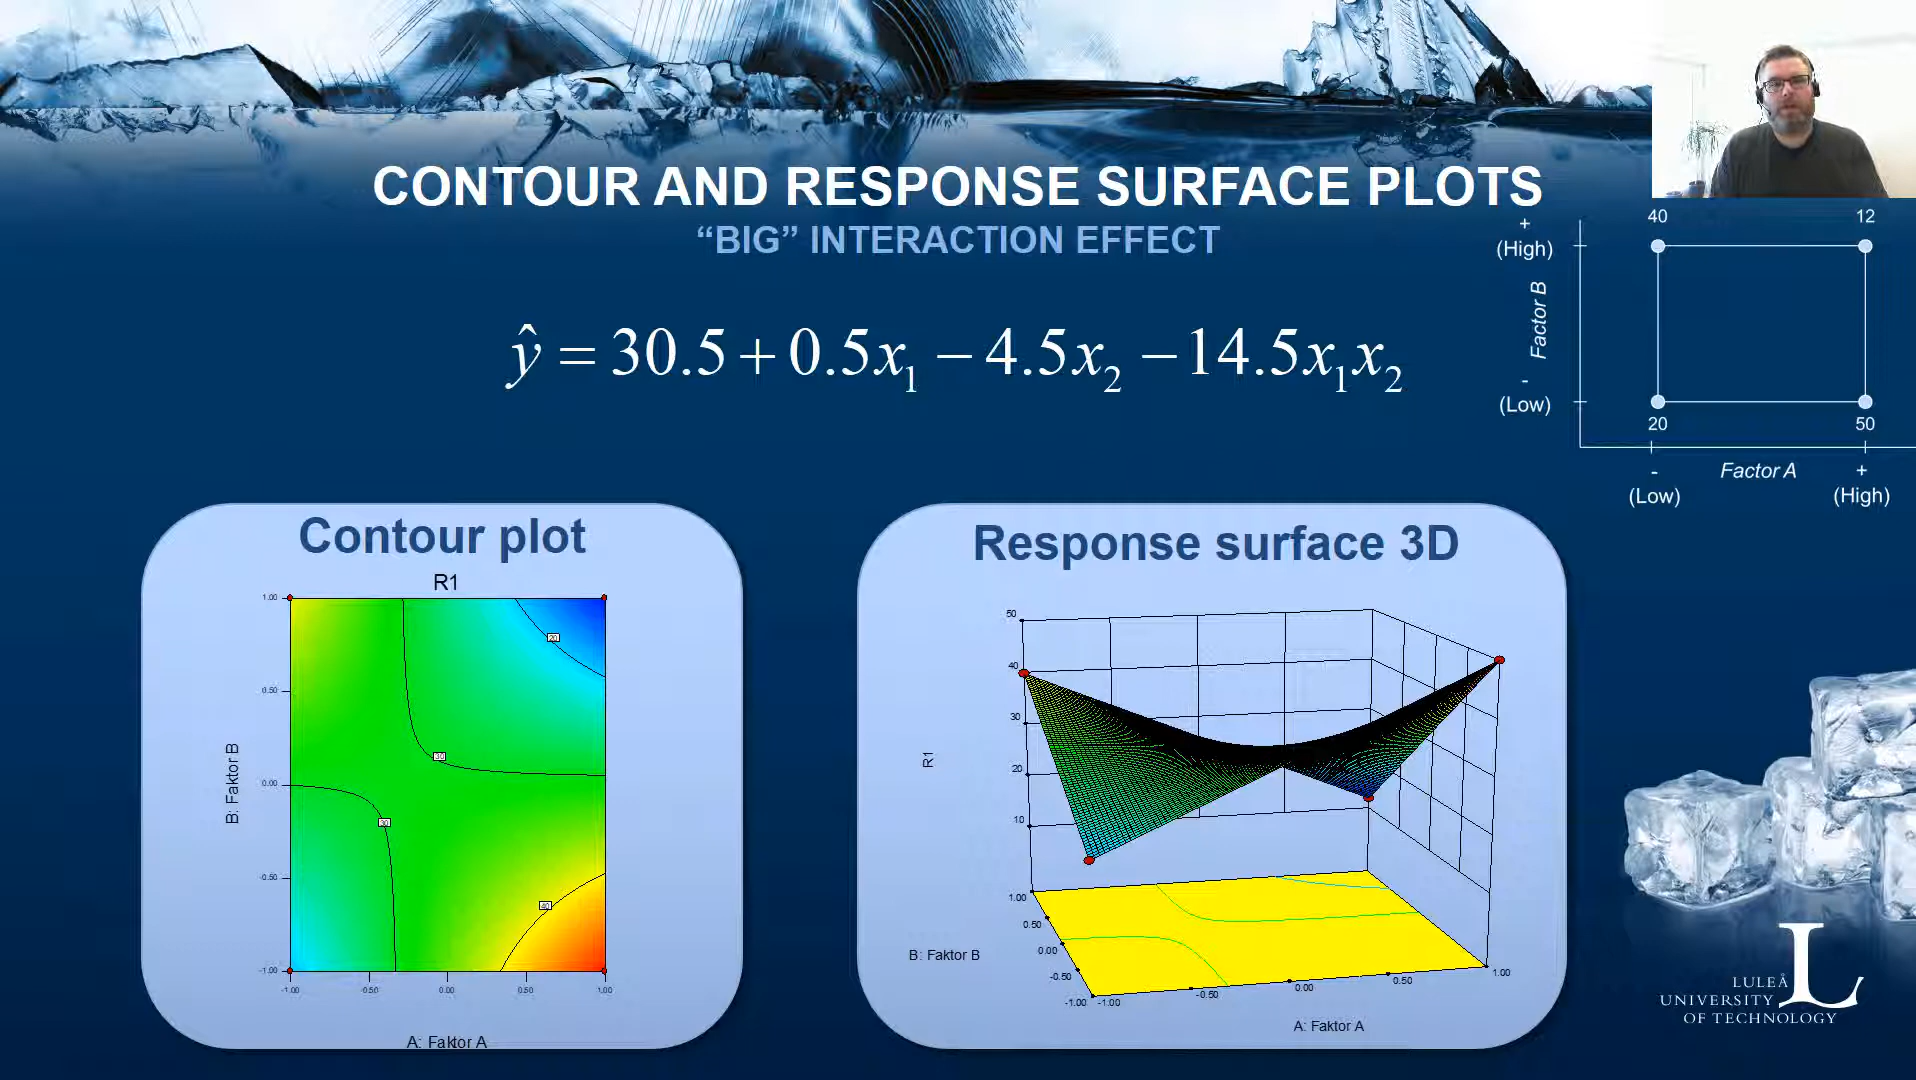 CONTOUR AND RESPONSE SURFACE PLOTS
“BIG” INTERACTION EFFECT
ŷ = 30.5 + 0.5x₁ − 4.5x₂ − 14.5x₁x₂
40 12
+
(High)
Factor B
-
(Low)
20 50
- Factor A +
(Low) (High)
Contour plot
R1
1.00
0.50
0.00
-0.50
-1.00
B: Faktor B
20
30
30
40
-1.00 -0.50 0.00 0.50 1.00
A: Faktor A
Response surface 3D
50
40
30
20
10
R1
1.00
0.50
0.00
-0.50
-1.00
B: Faktor B
-1.00
-0.50
0.00
0.50
1.00
A: Faktor A
LULEÅ
UNIVERSITY
OF TECHNOLOGY
L